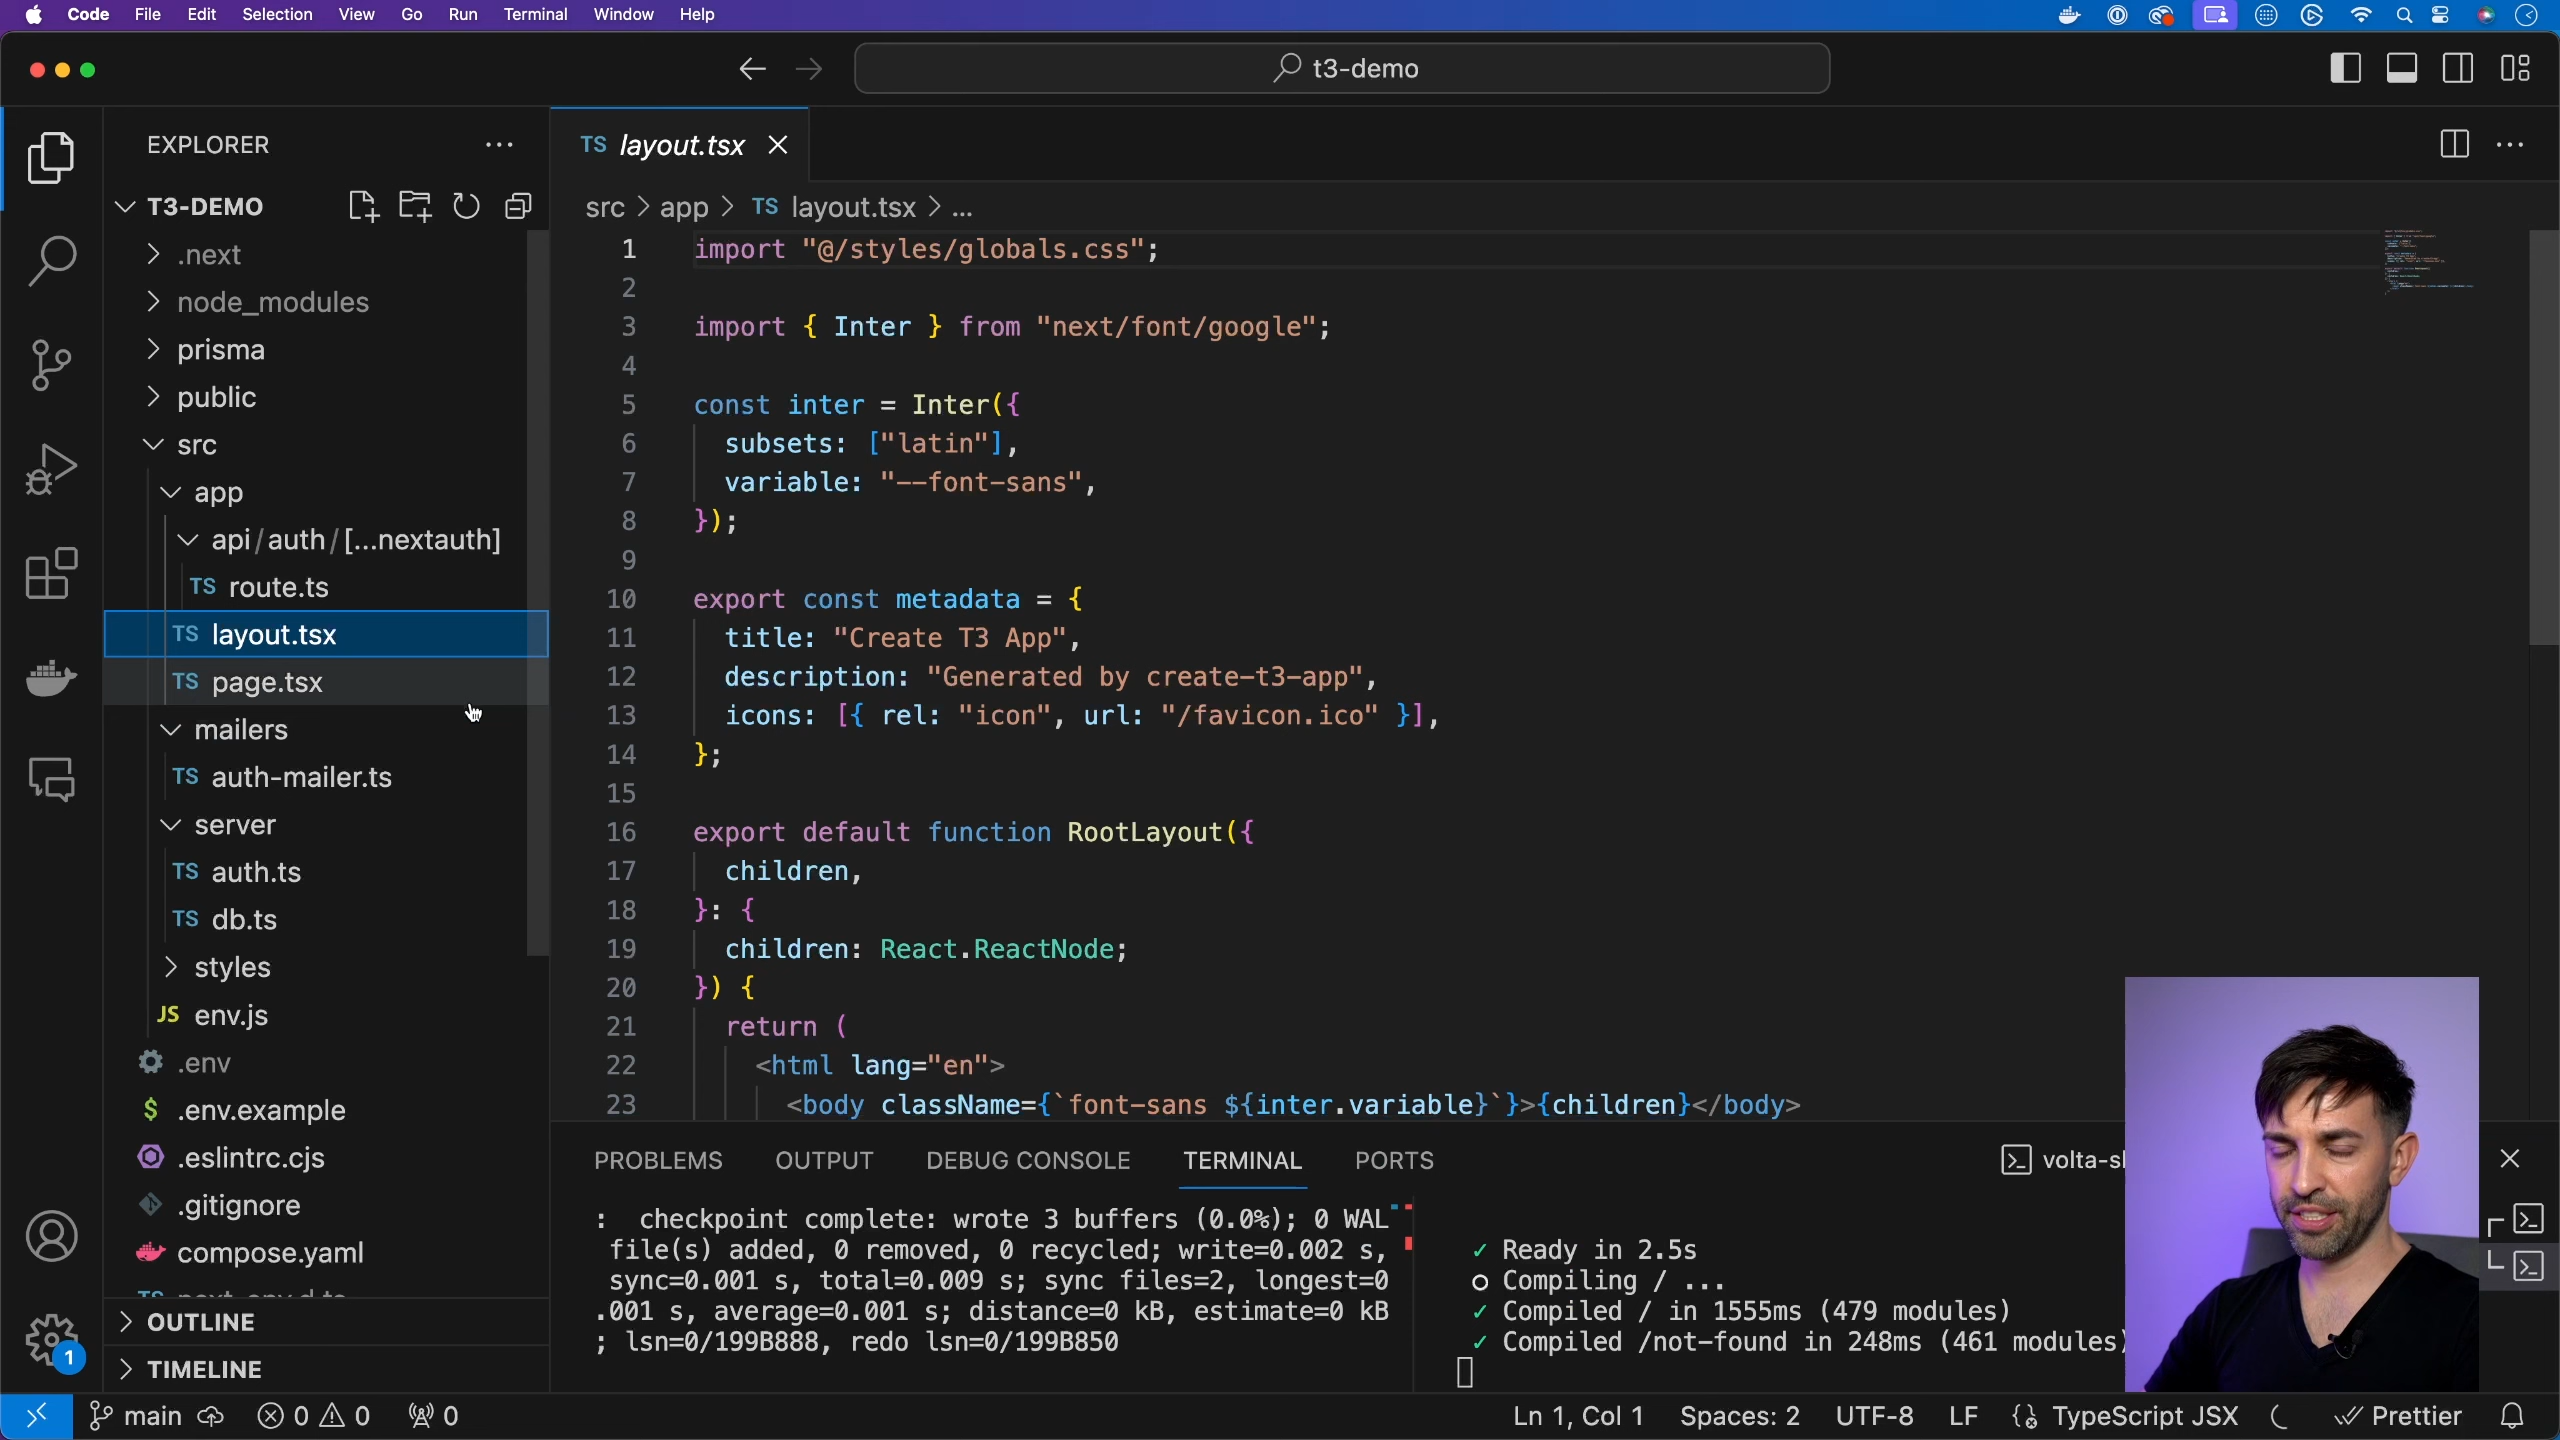 Code File Edit Selection View Go Run Terminal Window Help
t3-demo
EXPLORER
T3-DEMO
.next
node_modules
prisma
public
src
app
api/auth/[...nextauth]
TS route.ts
TS layout.tsx
TS page.tsx
mailers
TS auth-mailer.ts
server
TS auth.ts
TS db.ts
styles
JS env.js
.env
$ .env.example
.eslintrc.cjs
.gitignore
compose.yaml
OUTLINE
TIMELINE
TS layout.tsx
src > app > TS layout.tsx > ...
1 import "@/styles/globals.css";
2
3 import { Inter } from "next/font/google";
4
5 const inter = Inter({
6 subsets: ["latin"],
7 variable: "--font-sans",
8 });
9
10 export const metadata = {
11 title: "Create T3 App",
12 description: "Generated by create-t3-app",
13 icons: [{ rel: "icon", url: "/favicon.ico" }],
14 };
15
16 export default function RootLayout({
17 children,
18 }: {
19 children: React.ReactNode;
20 }) {
21 return (
22 <html lang="en">
23 <body className={`font-sans ${inter.variable}`}>{children}</body>
PROBLEMS OUTPUT DEBUG CONSOLE TERMINAL PORTS
: checkpoint complete: wrote 3 buffers (0.0%); 0 WAL
file(s) added, 0 removed, 0 recycled; write=0.002 s,
sync=0.001 s, total=0.009 s; sync files=2, longest=0
.001 s, average=0.001 s; distance=0 kB, estimate=0 kB
; lsn=0/199B888, redo lsn=0/199B850
✓ Ready in 2.5s
○ Compiling / ...
✓ Compiled / in 1555ms (479 modules)
✓ Compiled /not-found in 248ms (461 modules)
1
main 0 0 0
Ln 1, Col 1 Spaces: 2 UTF-8 LF TypeScript JSX Prettier